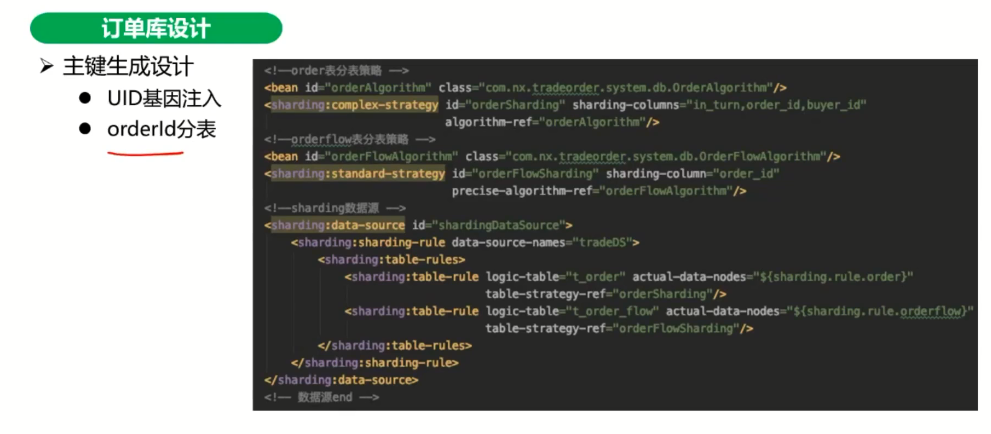 订单库设计
➢ 主键生成设计
● UID基因注入
● orderId分表
<!--order表分表策略 -->
<bean id="orderAlgorithm" class="com.nx.tradeorder.system.db.OrderAlgorithm"/>
<sharding:complex-strategy id="orderSharding" sharding-columns="in_turn,order_id,buyer_id"
algorithm-ref="orderAlgorithm"/>
<!--orderflow表分表策略 -->
<bean id="orderFlowAlgorithm" class="com.nx.tradeorder.system.db.OrderFlowAlgorithm"/>
<sharding:standard-strategy id="orderFlowSharding" sharding-column="order_id"
precise-algorithm-ref="orderFlowAlgorithm"/>
<!--sharding数据源 -->
<sharding:data-source id="shardingDataSource">
<sharding:sharding-rule data-source-names="tradeDS">
<sharding:table-rules>
<sharding:table-rule logic-table="t_order" actual-data-nodes="${sharding.rule.order}"
table-strategy-ref="orderSharding"/>
<sharding:table-rule logic-table="t_order_flow" actual-data-nodes="${sharding.rule.orderflow}"
table-strategy-ref="orderFlowSharding"/>
</sharding:table-rules>
</sharding:sharding-rule>
</sharding:data-source>
<!-- 数据源end -->